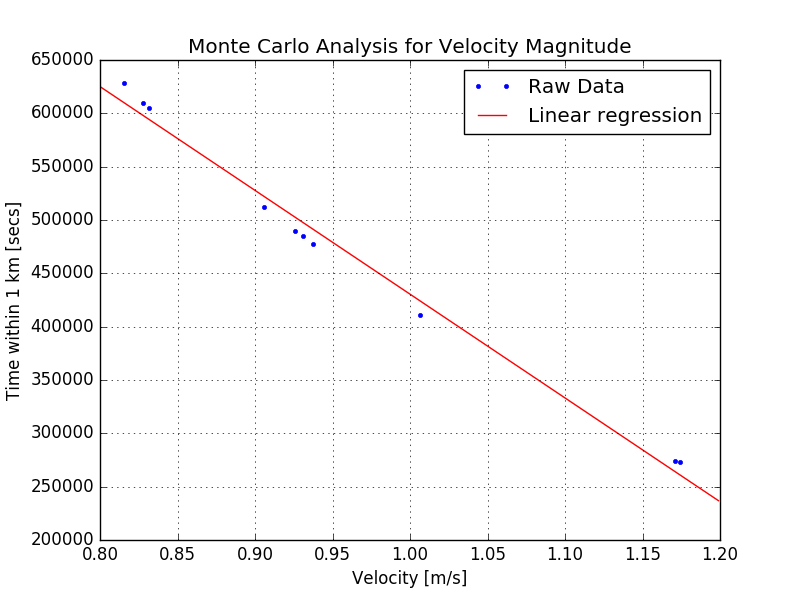 Monte Carlo Analysis for Velocity Magnitude
650000
600000
550000
500000
450000
400000
350000
300000
250000
200000
Time within 1 km [secs]
Raw Data
Linear regression
0.80 0.85 0.90 0.95 1.00 1.05 1.10 1.15 1.20
Velocity [m/s]